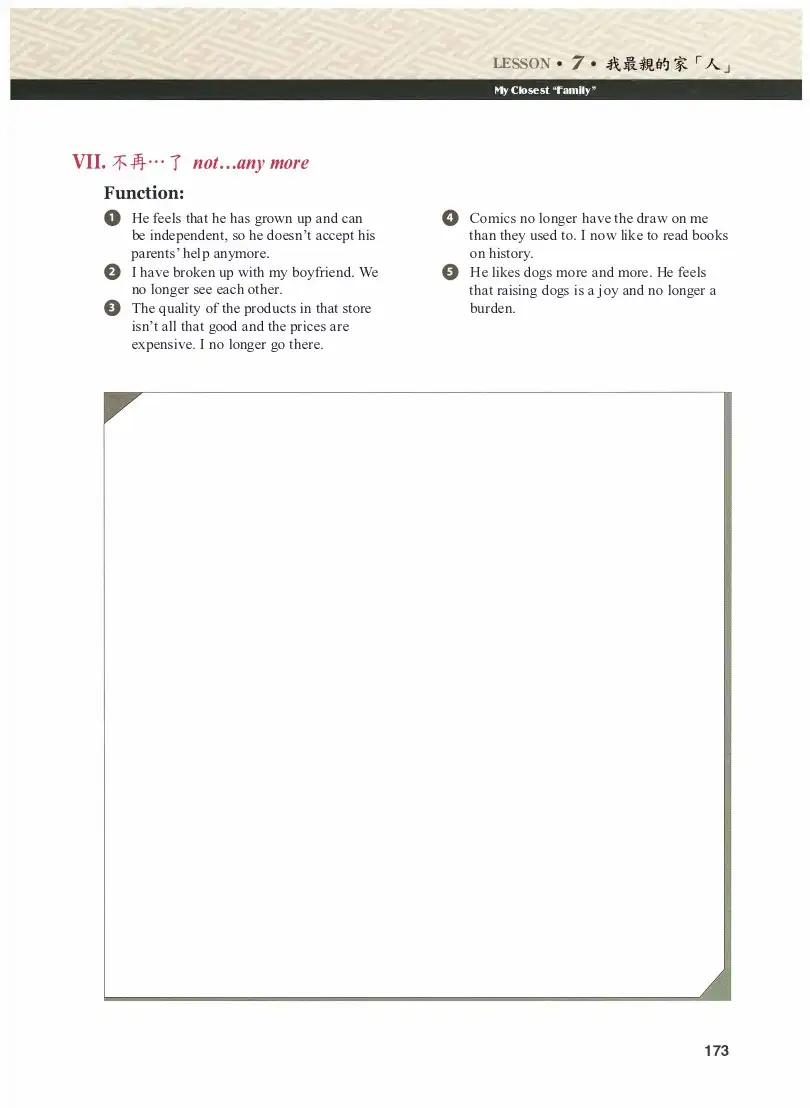 LESSON • 7 • 我最親的家「人」
My Closest “Family”
VII. 不再…了 not…any more
Function:
1 He feels that he has grown up and can
be independent, so he doesn’t accept his
parents’ help anymore.
2 I have broken up with my boyfriend. We
no longer see each other.
3 The quality of the products in that store
isn’t all that good and the prices are
expensive. I no longer go there.
4 Comics no longer have the draw on me
than they used to. I now like to read books
on history.
5 He likes dogs more and more. He feels
that raising dogs is a joy and no longer a
burden.
173